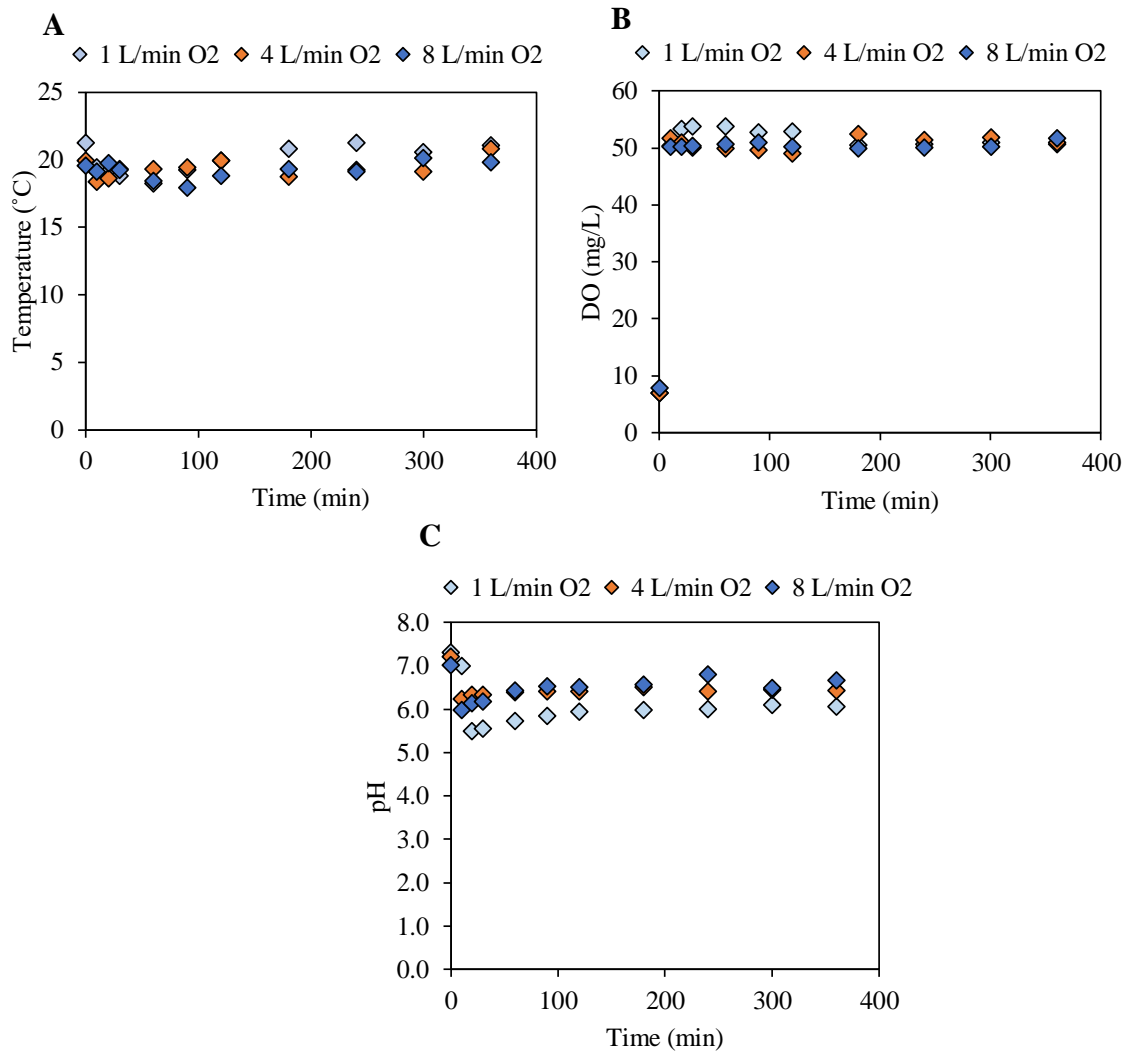 A
1 L/min O2 4 L/min O2 8 L/min O2
25
20
15
10
5
0
Temperature (˚C)
0 100 200 300 400
Time (min)
B
1 L/min O2 4 L/min O2 8 L/min O2
60
50
40
30
20
10
0
DO (mg/L)
0 100 200 300 400
Time (min)
C
1 L/min O2 4 L/min O2 8 L/min O2
8.0
7.0
6.0
5.0
4.0
3.0
2.0
1.0
0.0
pH
0 100 200 300 400
Time (min)